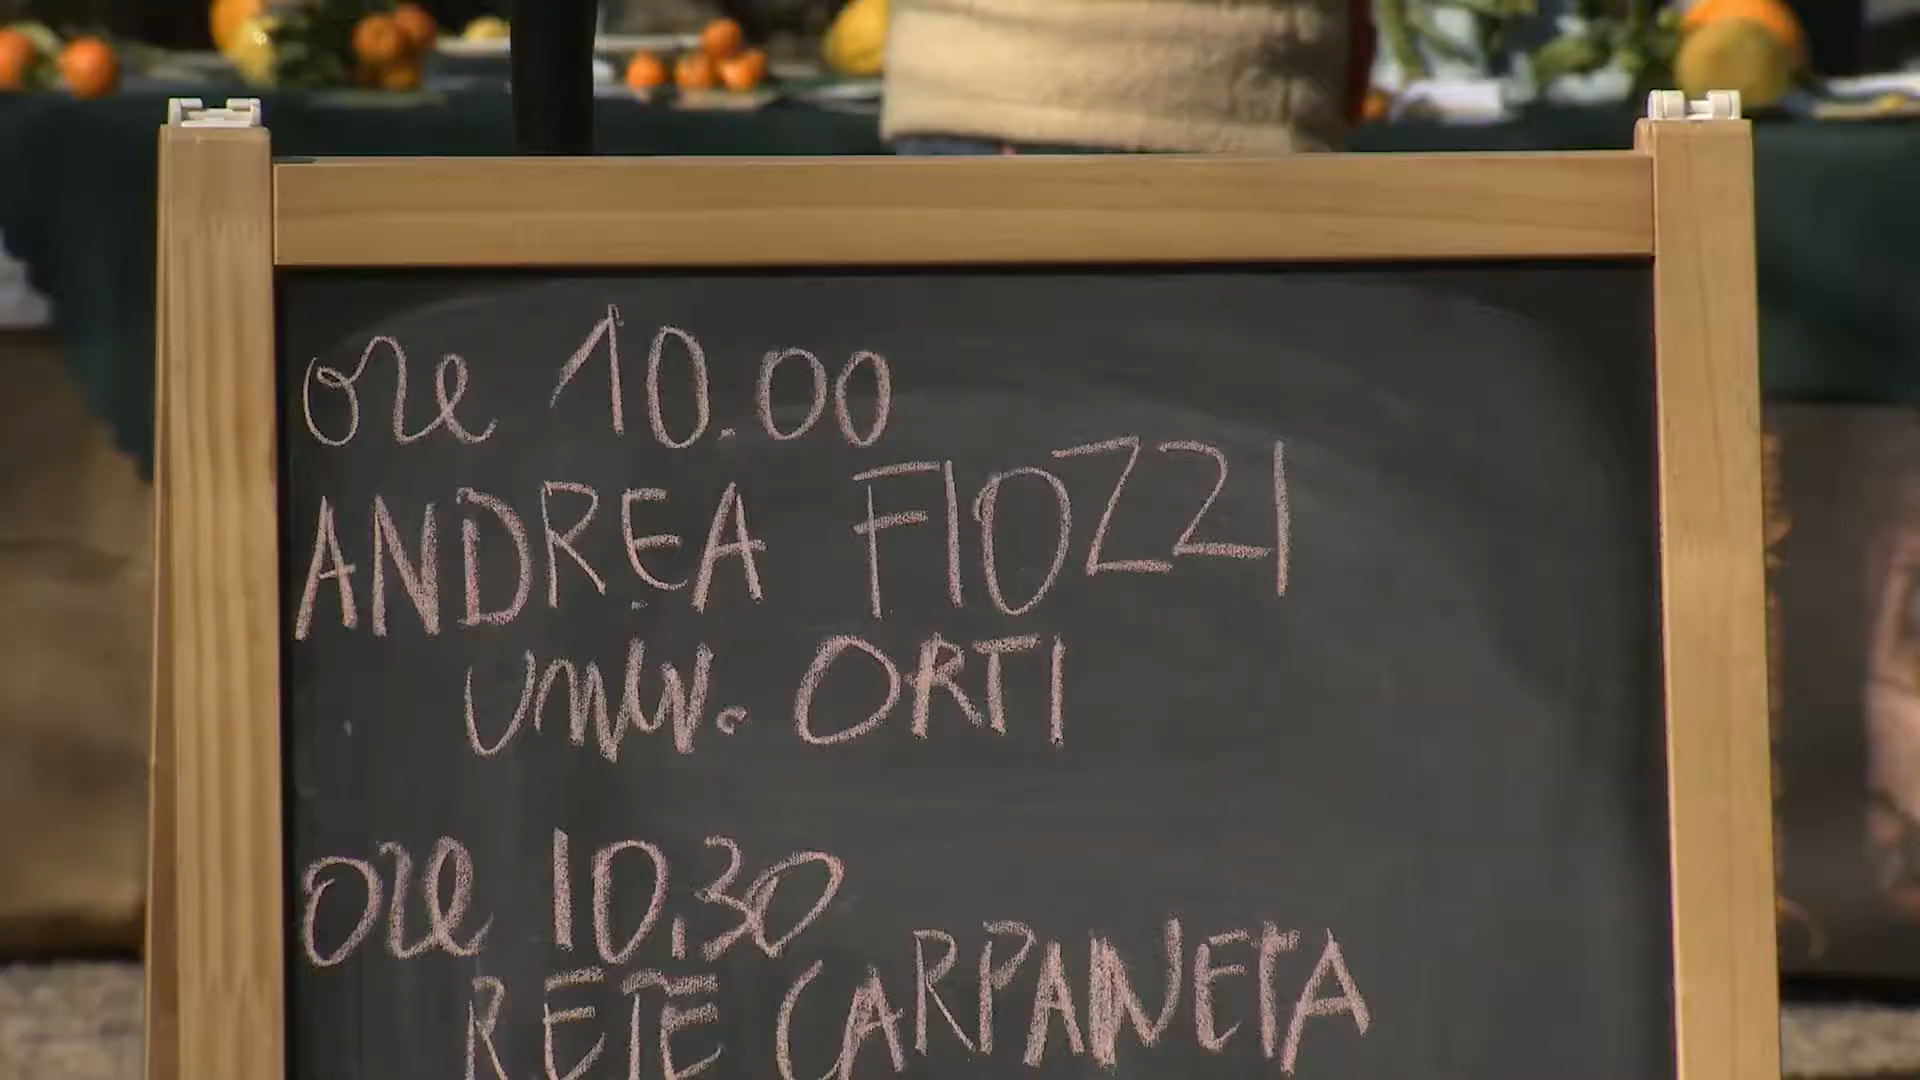 ore 10.00
ANDREA FIOZZI
univ. ORTI
ore 10.30
RETE CARPANETA